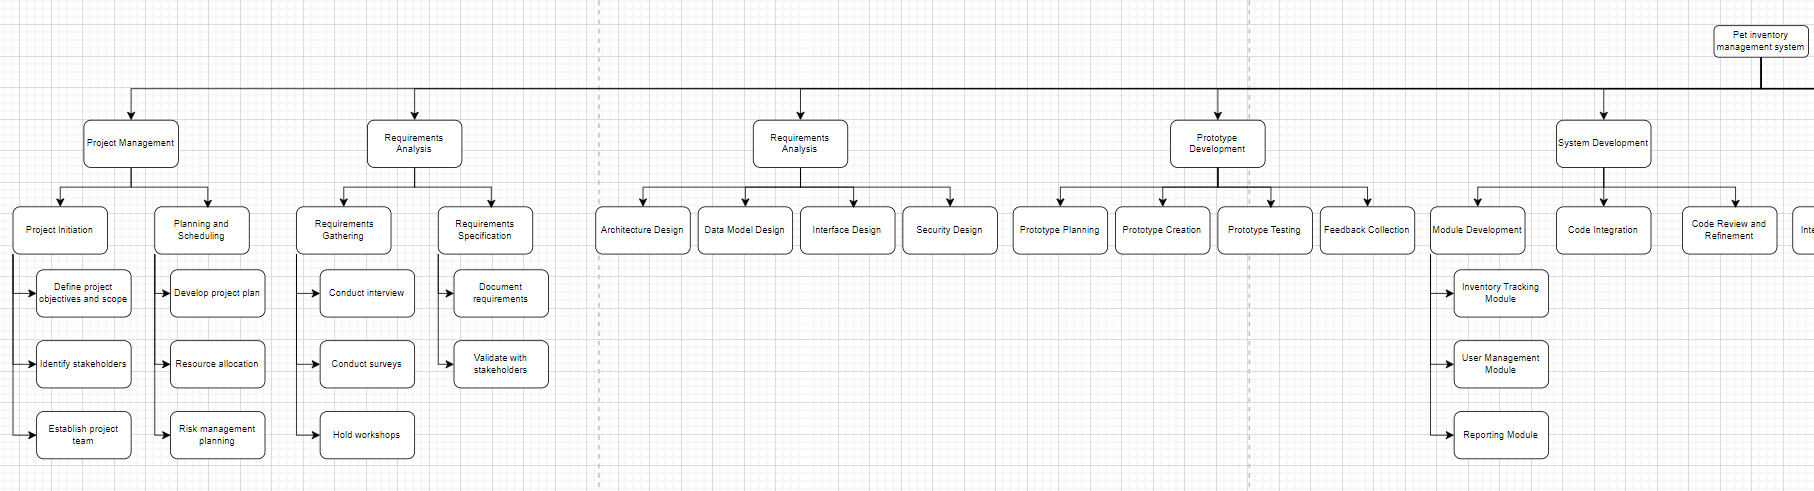 Pet inventory
management system
Project Management
Requirements
Analysis
Requirements
Analysis
Prototype
Development
System Development
Project Initiation
Planning and
Scheduling
Requirements
Gathering
Requirements
Specification
Architecture Design
Data Model Design
Interface Design
Security Design
Prototype Planning
Prototype Creation
Prototype Testing
Feedback Collection
Module Development
Code Integration
Code Review and
Refinement
Define project
objectives and scope
Develop project plan
Conduct interview
Document
requirements
Inventory Tracking
Module
Identify stakeholders
Resource allocation
Conduct surveys
Validate with
stakeholders
User Management
Module
Establish project
team
Risk management
planning
Hold workshops
Reporting Module